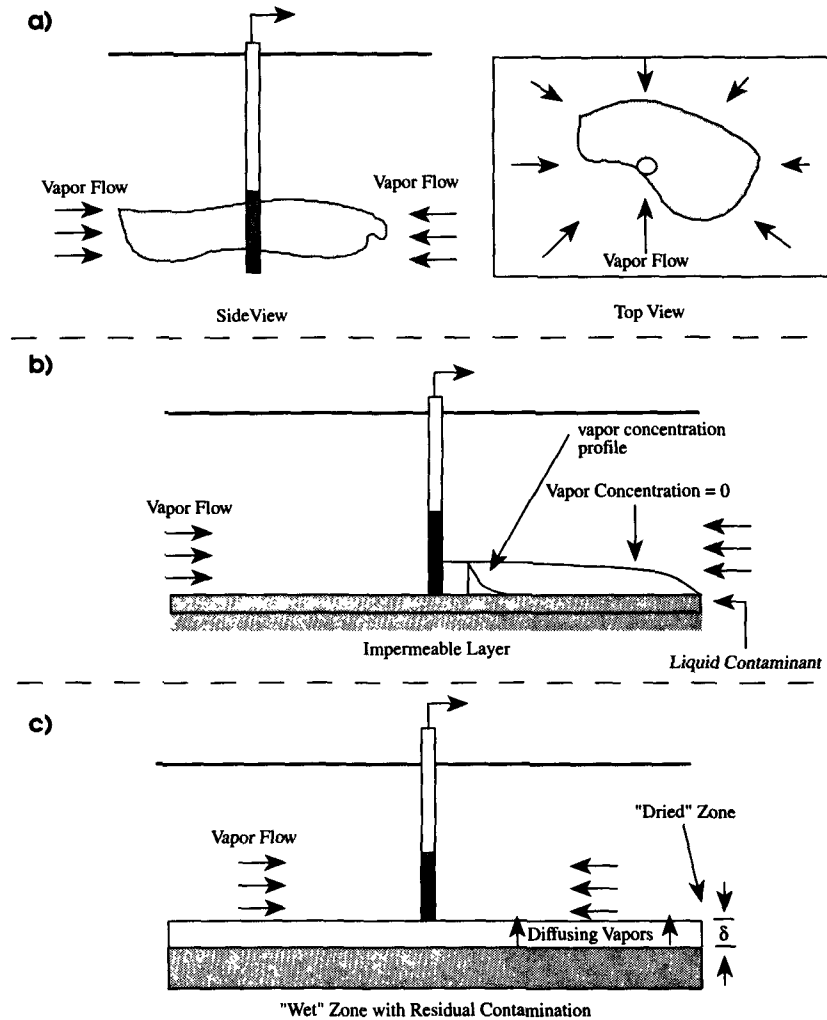 a)
Vapor Flow
Vapor Flow
Vapor Flow
SideView
Top View
b)
vapor concentration
profile
Vapor Concentration = 0
Vapor Flow
Impermeable Layer
Liquid Contaminant
c)
"Dried" Zone
Vapor Flow
Diffusing Vapors
δ
"Wet" Zone with Residual Contamination